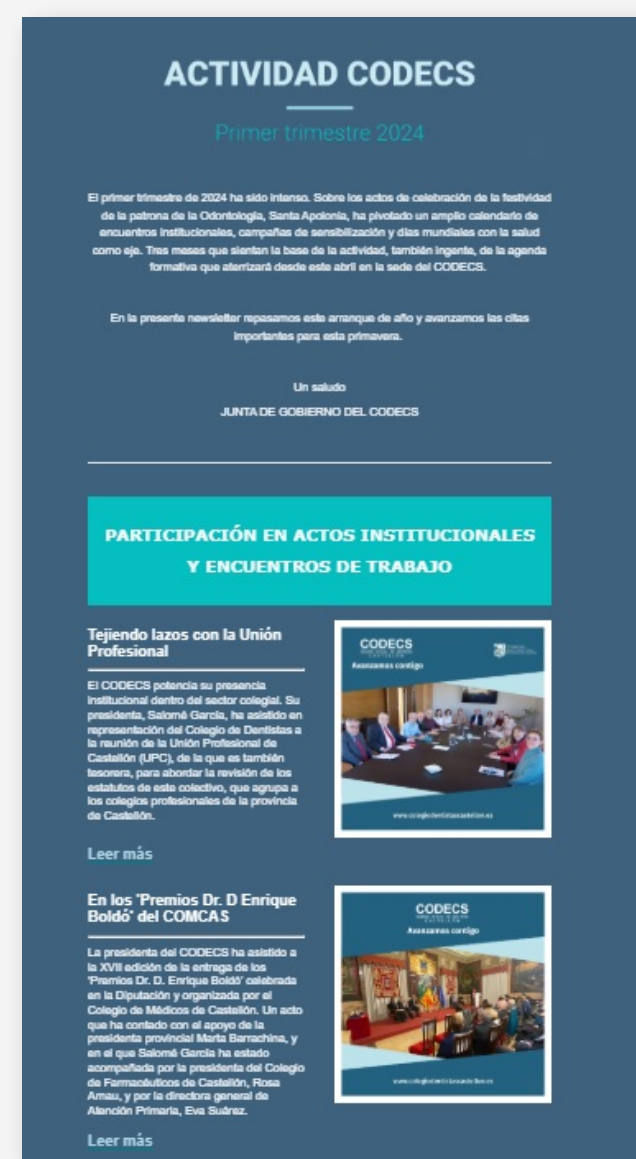 ACTIVIDAD CODECS
Primer trimestre 2024
El primer trimestre de 2024 ha sido intenso. Sobre los actos de celebración de la festividad
de la patrona de la Odontología, Santa Apolonia, ha pivotado un amplio calendario de
encuentros institucionales, campañas de sensibilización y días mundiales con la salud
como eje. Tres meses que sientan la base de la actividad, también ingente, de la agenda
formativa que aterrizará desde este abril en la sede del CODECS.
En la presente newsletter repasamos este arranque de año y avanzamos las citas
importantes para esta primavera.
Un saludo
JUNTA DE GOBIERNO DEL CODECS
PARTICIPACIÓN EN ACTOS INSTITUCIONALES
Y ENCUENTROS DE TRABAJO
Tejiendo lazos con la Unión
Profesional
El CODECS potencia su presencia
institucional dentro del sector colegial. Su
presidenta, Salomé García, ha asistido en
representación del Colegio de Dentistas a
la reunión de la Unión Profesional de
Castellón (UPC), de la que es también
tesorera, para abordar la revisión de los
estatutos de este colectivo, que agrupa a
los colegios profesionales de la provincia
de Castellón.
Leer más
CODECS
Avanzamos contigo
www.colegiodentistascastellon.es
En los 'Premios Dr. D Enrique
Boldó' del COMCAS
La presidenta del CODECS ha asistido a
la XVII edición de la entrega de los
'Premios Dr. D. Enrique Boldó' celebrada
en la Diputación y organizada por el
Colegio de Médicos de Castellón. Un acto
que ha contado con el apoyo de la
presidenta provincial Marta Barrachina, y
en el que Salomé García ha estado
acompañada por la presidenta del Colegio
de Farmacéuticos de Castellón, Rosa
Arnau, y por la directora general de
Atención Primaria, Eva Suárez.
Leer más
CODECS
Avanzamos contigo
www.colegiodentistascastellon.es